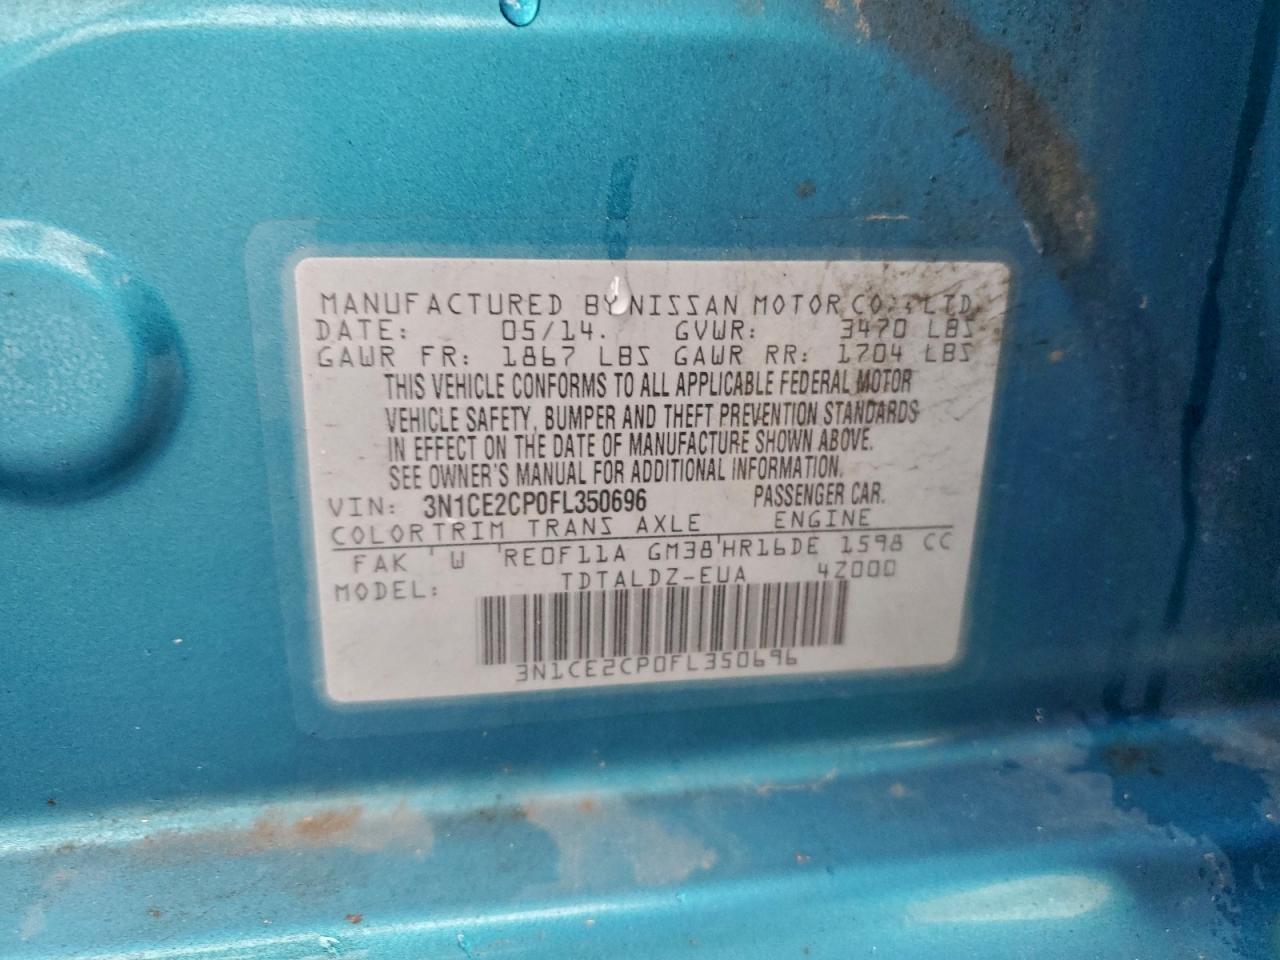 MANUFACTURED BY NISSAN MOTOR CO., LTD.
DATE: 05/14. GVWR: 3470 LBS
GAWR FR: 1867 LBS GAWR RR: 1704 LBS
THIS VEHICLE CONFORMS TO ALL APPLICABLE FEDERAL MOTOR
VEHICLE SAFETY, BUMPER AND THEFT PREVENTION STANDARDS
IN EFFECT ON THE DATE OF MANUFACTURE SHOWN ABOVE.
SEE OWNER'S MANUAL FOR ADDITIONAL INFORMATION.
VIN: 3N1CE2CP0FL350696 PASSENGER CAR.
COLORTRIM TRANS AXLE ENGINE
FAK ' W 'RE0F11A GM38'HR16DE 1598 CC
MODEL: TDTALDZ-EUA 4Z000
3N1CE2CP0FL350696